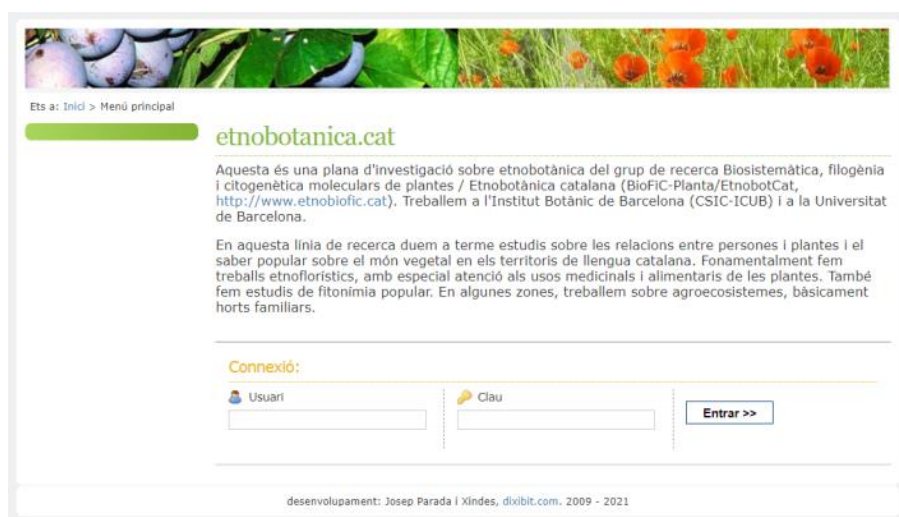 Ets a: Inici > Menú principal
etnobotanica.cat
Aquesta és una plana d'investigació sobre etnobotànica del grup de recerca Biosistemàtica, filogènia
i citogenètica moleculars de plantes / Etnobotànica catalana (BioFiC-Planta/EtnobotCat,
http://www.etnobiofic.cat). Treballem a l'Institut Botànic de Barcelona (CSIC-ICUB) i a la Universitat
de Barcelona.
En aquesta línia de recerca duem a terme estudis sobre les relacions entre persones i plantes i el
saber popular sobre el món vegetal en els territoris de llengua catalana. Fonamentalment fem
treballs etnoflorístics, amb especial atenció als usos medicinals i alimentaris de les plantes. També
fem estudis de fitonímia popular. En algunes zones, treballem sobre agroecosistemes, bàsicament
horts familiars.
Connexió:
Usuari
Clau
Entrar >>
desenvolupament: Josep Parada i Xindes, dixibit.com. 2009 - 2021